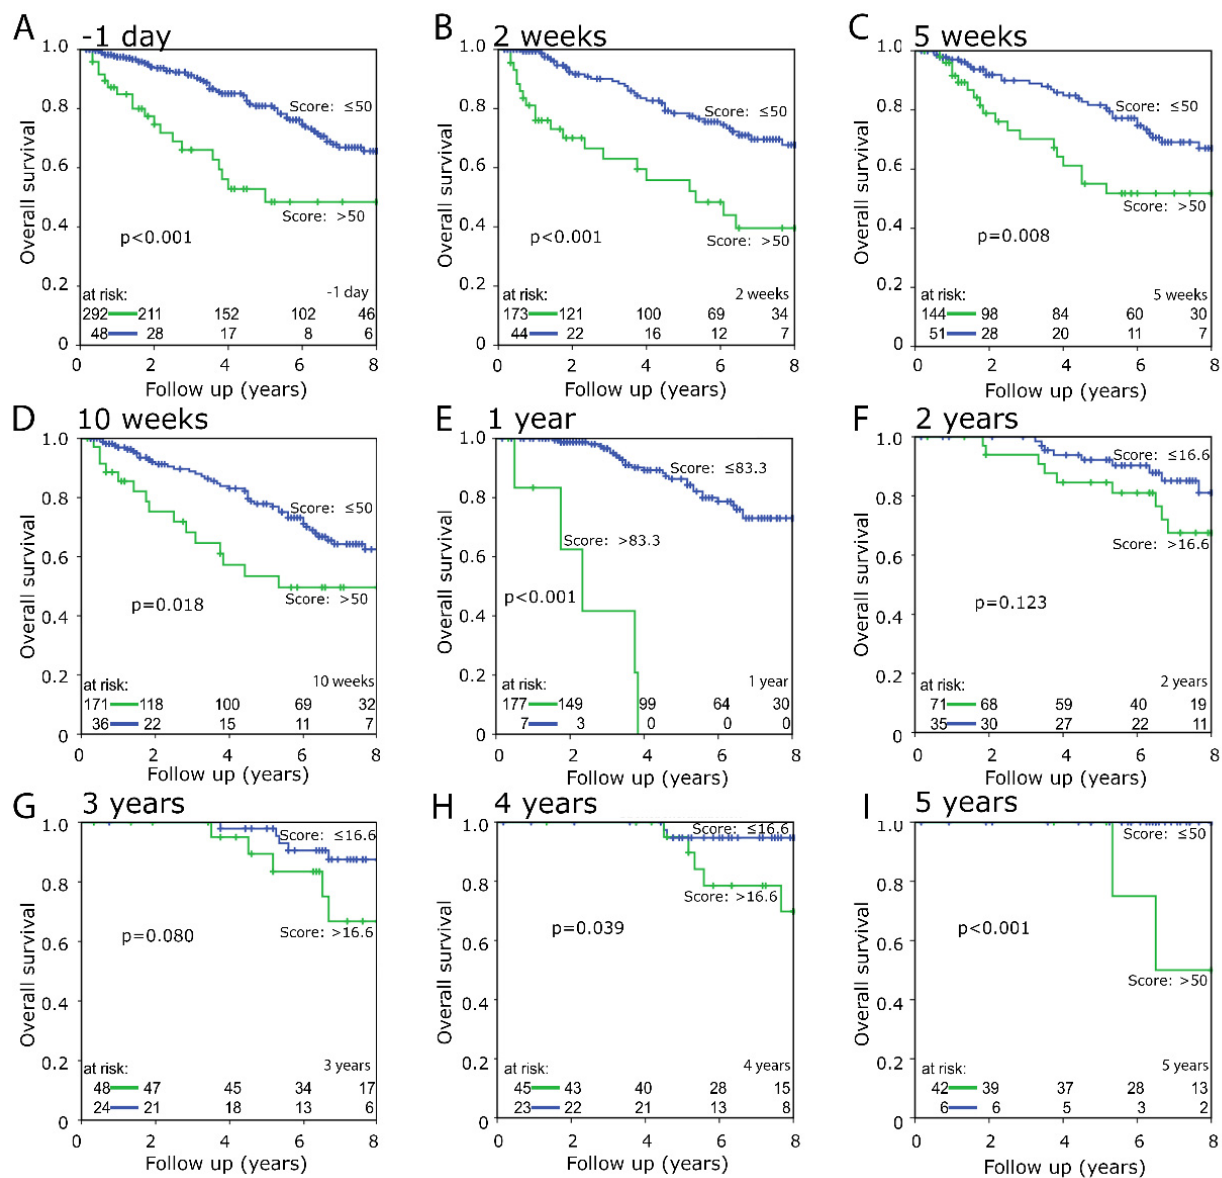 A -1 day
1.0
0.8
0.6
0.4
0.2
0
Overall survival
Score: ≤50
Score: >50
p<0.001
at risk:
-1 day
292 211 152 102 46
48 28 17 8 6
0 2 4 6 8
Follow up (years)
B 2 weeks
1.0
0.8
0.6
0.4
0.2
0
Overall survival
Score: ≤50
Score: >50
p<0.001
at risk:
2 weeks
173 121 100 69 34
44 22 16 12 7
0 2 4 6 8
Follow up (years)
C 5 weeks
1.0
0.8
0.6
0.4
0.2
0
Overall survival
Score: ≤50
Score: >50
p=0.008
at risk:
5 weeks
144 98 84 60 30
51 28 20 11 7
0 2 4 6 8
Follow up (years)
D 10 weeks
1.0
0.8
0.6
0.4
0.2
0
Overall survival
Score: ≤50
Score: >50
p=0.018
at risk:
10 weeks
171 118 100 69 32
36 22 15 11 7
0 2 4 6 8
Follow up (years)
E 1 year
1.0
0.8
0.6
0.4
0.2
0
Overall survival
Score: ≤83.3
Score: >83.3
p<0.001
at risk:
1 year
177 149 99 64 30
7 3 0 0 0
0 2 4 6 8
Follow up (years)
F 2 years
1.0
0.8
0.6
0.4
0.2
0
Overall survival
Score: ≤16.6
Score: >16.6
p=0.123
at risk:
2 years
71 68 59 40 19
35 30 27 22 11
0 2 4 6 8
Follow up (years)
G 3 years
1.0
0.8
0.6
0.4
0.2
0
Overall survival
Score: ≤16.6
Score: >16.6
p=0.080
at risk:
3 years
48 47 45 34 17
24 21 18 13 6
0 2 4 6 8
Follow up (years)
H 4 years
1.0
0.8
0.6
0.4
0.2
0
Overall survival
Score: ≤16.6
Score: >16.6
p=0.039
at risk:
4 years
45 43 40 28 15
23 22 21 13 8
0 2 4 6 8
Follow up (years)
I 5 years
1.0
0.8
0.6
0.4
0.2
0
Overall survival
Score: ≤50
Score: >50
p<0.001
at risk:
5 years
42 39 37 28 13
6 6 5 3 2
0 2 4 6 8
Follow up (years)